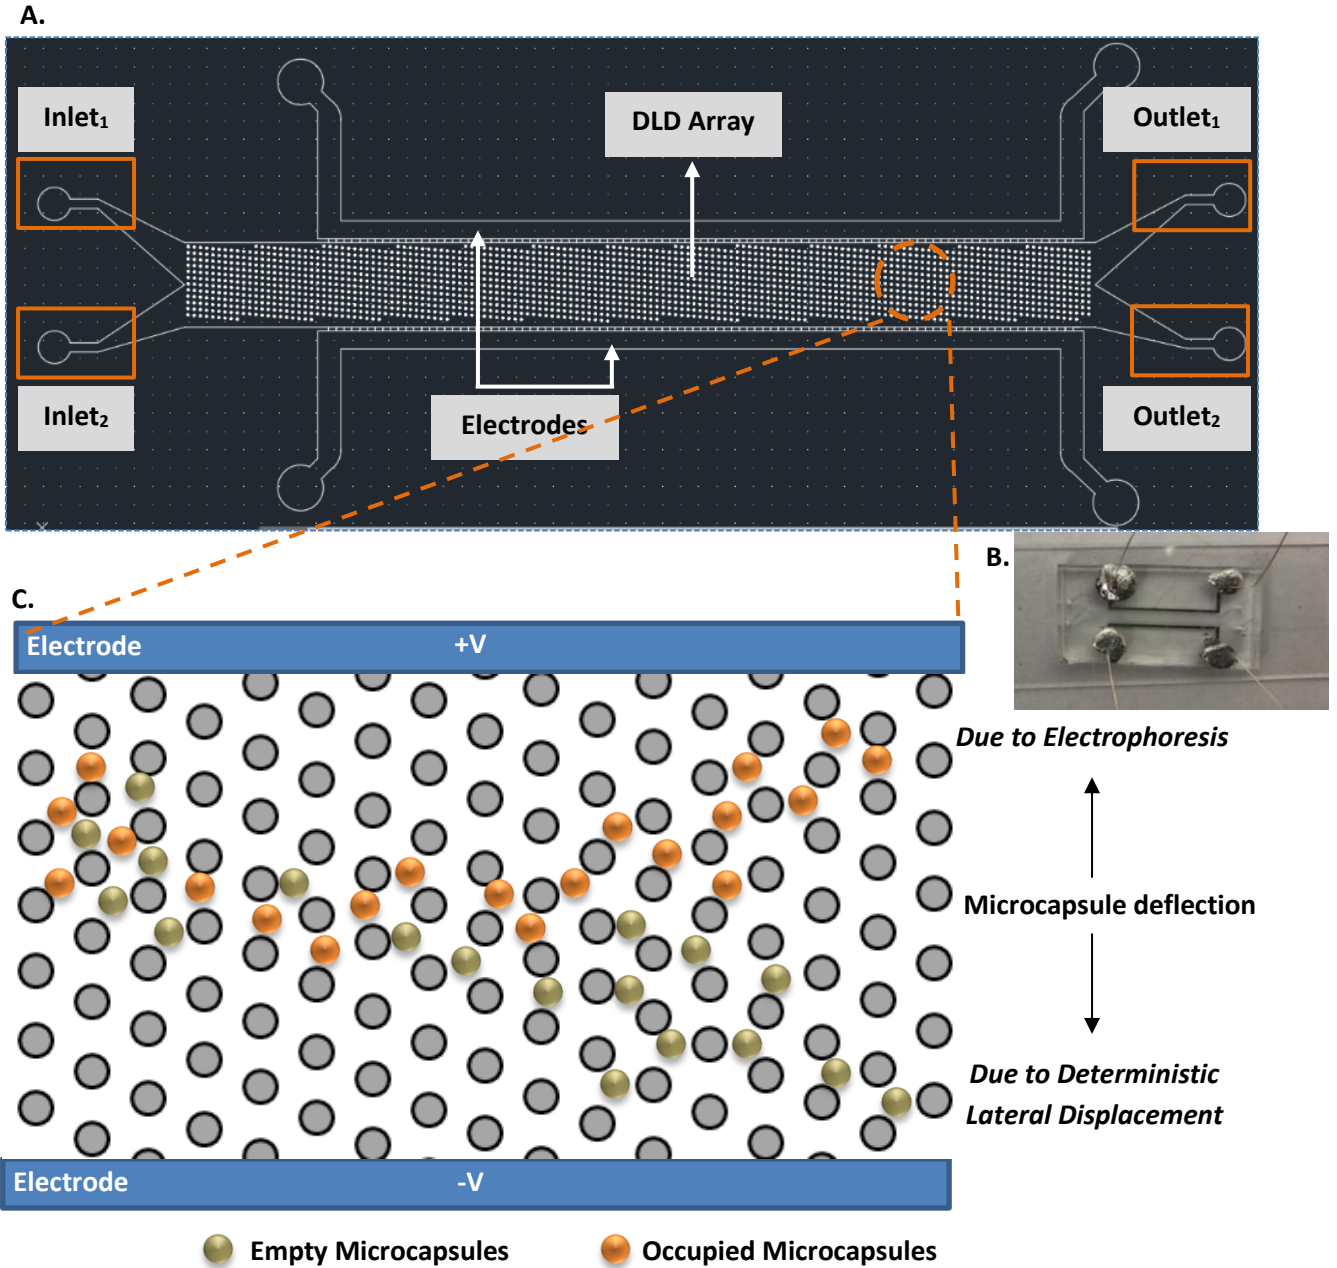 A.
Inlet₁
DLD Array
Outlet₁
Inlet₂
Electrodes
Outlet₂
B.
C.
Electrode +V
Due to Electrophoresis
Microcapsule deflection
Due to Deterministic
Lateral Displacement
Electrode -V
Empty Microcapsules
Occupied Microcapsules